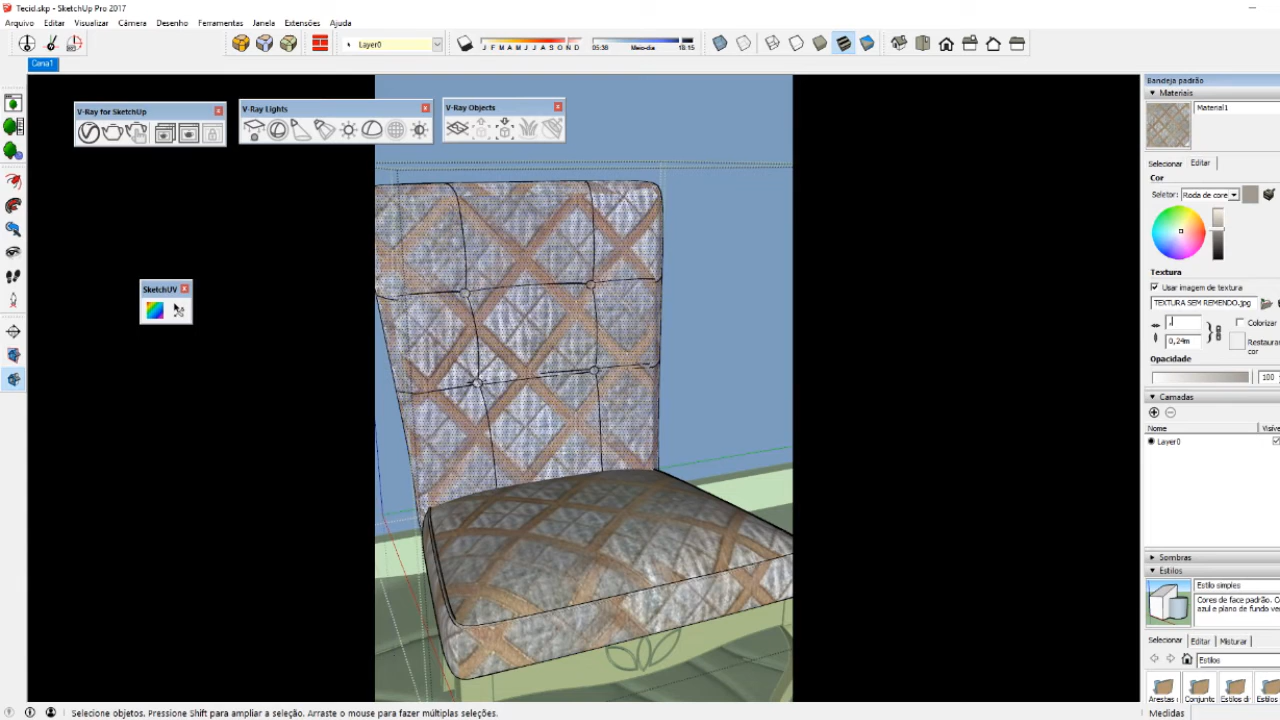 Tecid.skp - SketchUp Pro 2017
Arquivo Editar Visualizar Câmera Desenho Ferramentas Janela Extensões Ajuda
Layer0
J F M A M J J A S O N D
05:38 Meio-dia 18:15
Cena1
Bandeja padrão
Materiais
V-Ray for SketchUp
V-Ray Lights
V-Ray Objects
Material1
Selecionar Editar
Cor
Seletor: Roda de core
SketchUV
Textura
Usar imagem de textura
TEXTURA SEM REMENDO.jpg
Colorizar
0,24m
Restaurar
cor
Opacidade
100
Camadas
Nome Visíve
Layer0
Sombras
Estilos
Estilo simples
Cores de face padrão. C
azul e plano de fundo ve
Selecionar Editar Misturar
Estilos
Arestas Conjunto Estilos di Estilos
Selecione objetos. Pressione Shift para ampliar a seleção. Arraste o mouse para fazer múltiplas seleções.
Medidas